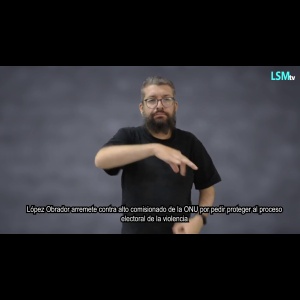 LSMtv
López Obrador arremete contra alto comisionado de la ONU por pedir proteger al proceso
electoral de la violencia